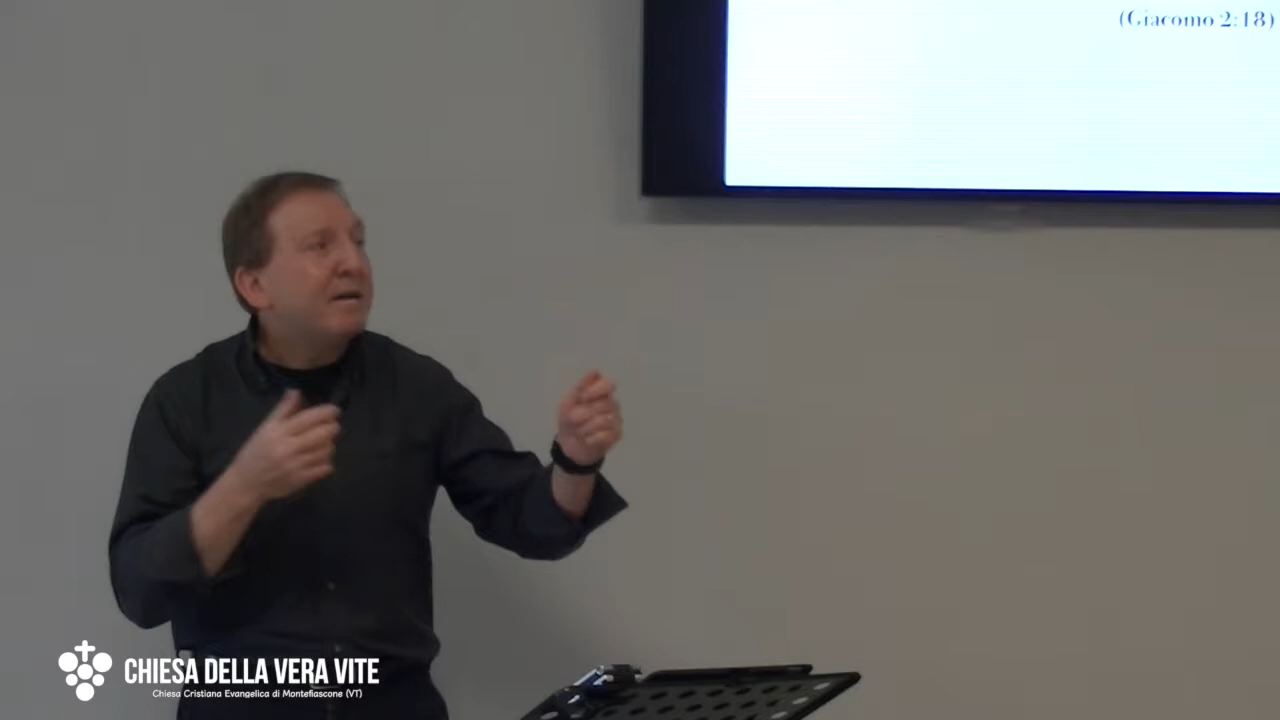 (Giacomo 2:18)
CHIESA DELLA VERA VITE
Chiesa Cristiana Evangelica di Montefiascone (VT)